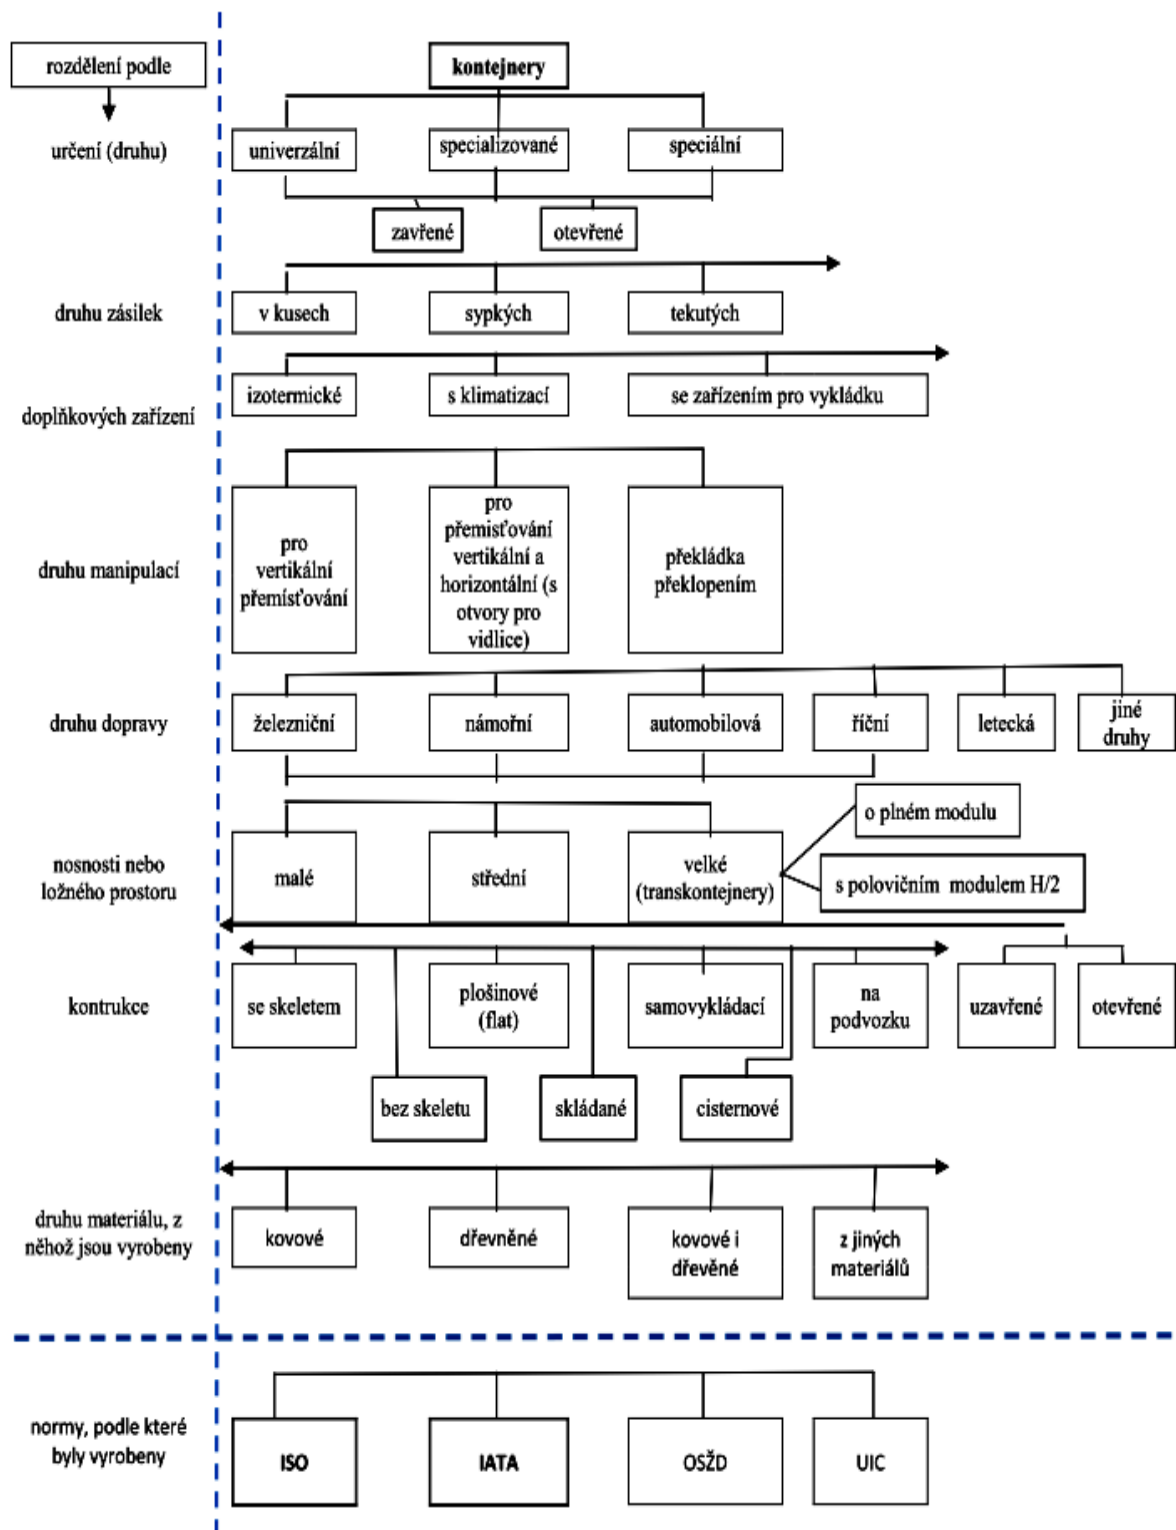 rozdělení podle
kontejnery
určení (druhu)
univerzální
specializované
speciální
zavřené
otevřené
druhu zásilek
v kusech
sypkých
tekutých
doplňkových zařízení
izotermické
s klimatizací
se zařízením pro vykládku
druhu manipulací
pro
vertikální
přemísťování
pro
přemisťování
vertikální a
horizontální (s
otvory pro
vidlice)
překládka
překlopením
druhu dopravy
železniční
námořní
automobilová
říční
letecká
jiné
druhy
nosnosti nebo
ložného prostoru
malé
střední
velké
(transkontejnery)
o plném modulu
s polovičním modulem H/2
kontrukce
se skeletem
plošinové
(flat)
samovykládací
na
podvozku
uzavřené
otevřené
bez skeletu
skládané
cisternové
druhu materiálu, z
něhož jsou vyrobeny
kovové
dřevněné
kovové i
dřevěné
z jiných
materiálů
normy, podle které
byly vyrobeny
ISO
IATA
OSŽD
UIC